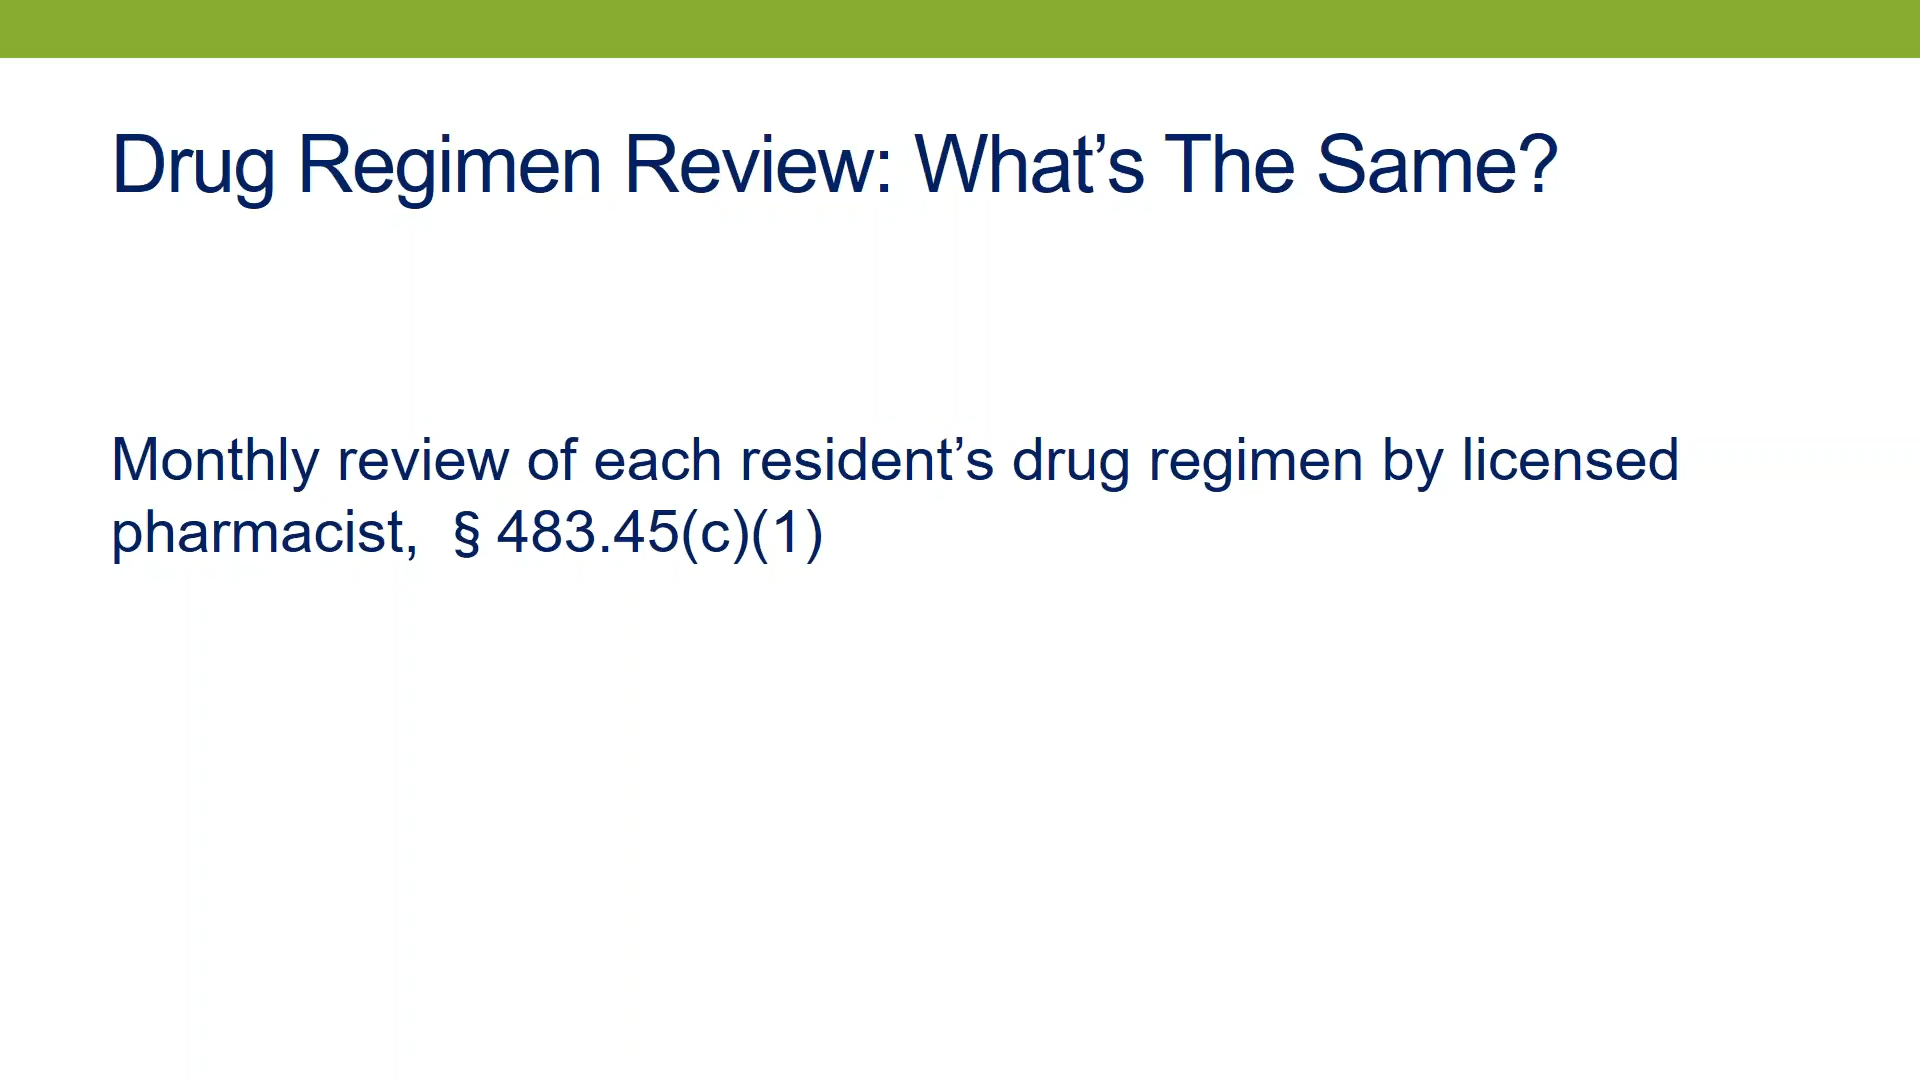 Drug Regimen Review: What’s The Same?
Monthly review of each resident’s drug regimen by licensed
pharmacist,  § 483.45(c)(1)